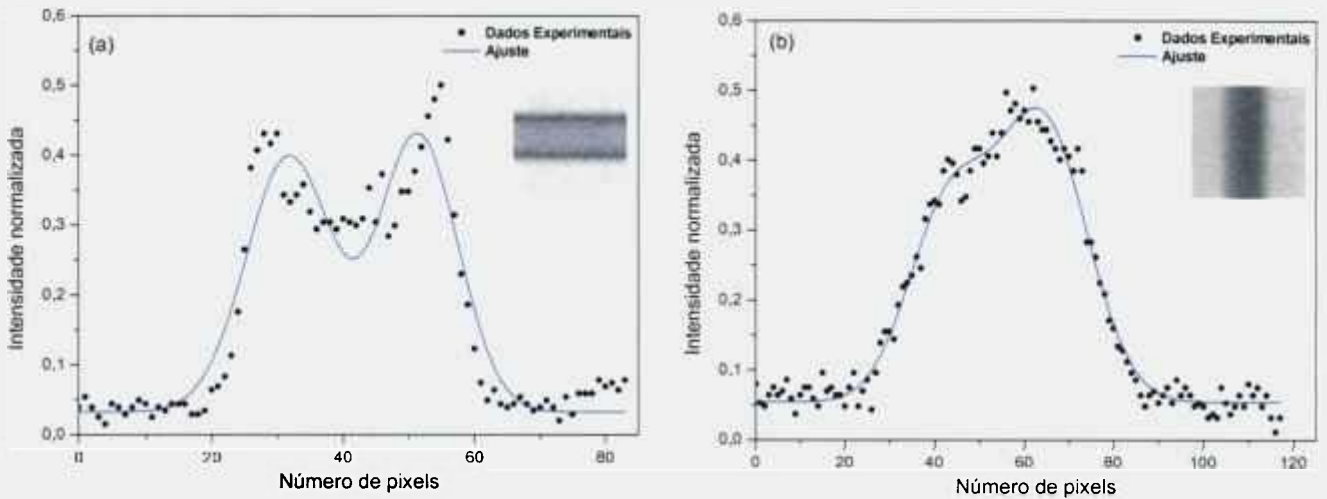 (a)
Dados Experimentais
Ajuste
Intensidade normalizada
0,6
0,5
0,4
0,3
0,2
0,1
0,0
0 20 40 60 80
Número de pixels
(b)
Dados Experimentais
Ajuste
Intensidade normalizada
0,6
0,5
0,4
0,3
0,2
0,1
0,0
0 20 40 60 80 100 120
Número de pixels